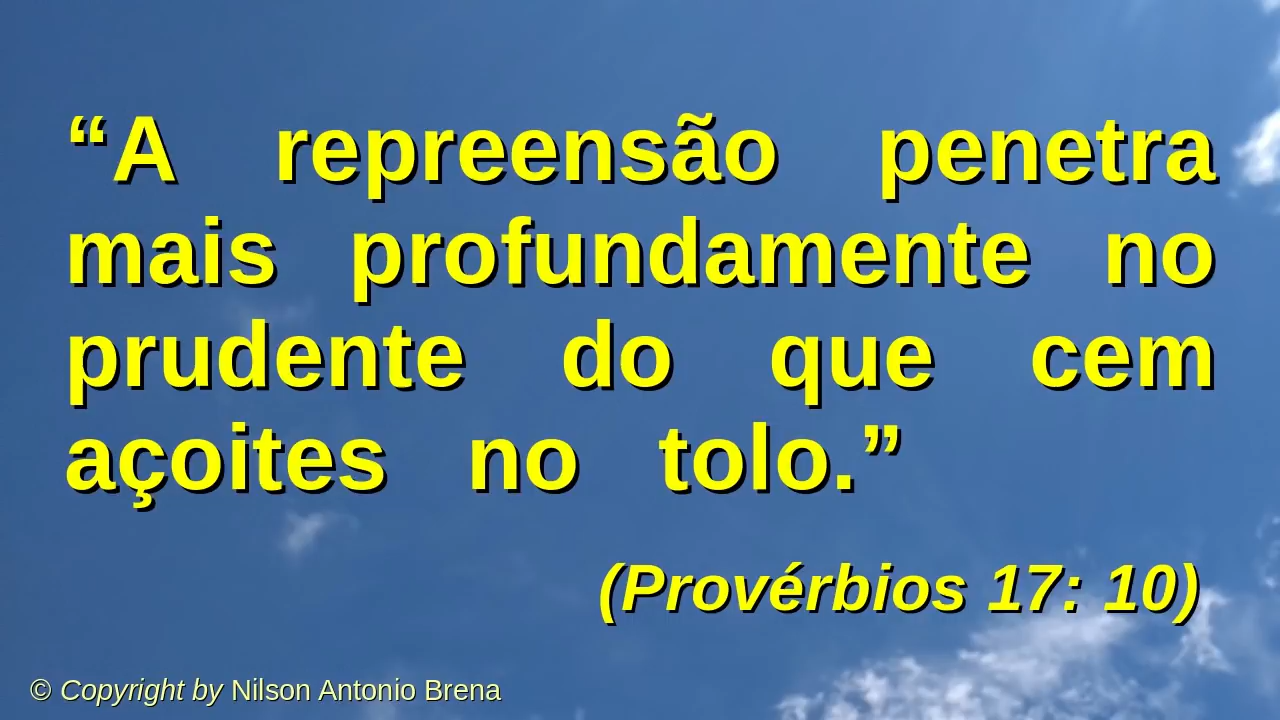 “A repreensão penetra
mais profundamente no
prudente do que cem
açoites no tolo.”
(Provérbios 17: 10)
© Copyright by Nilson Antonio Brena